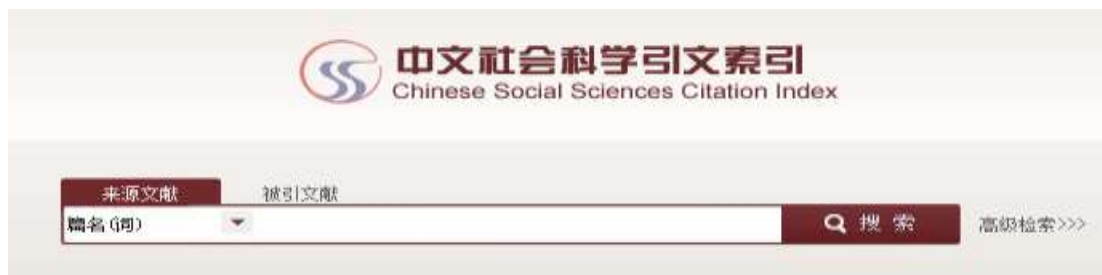 中文社会科学引文索引
Chinese Social Sciences Citation Index
来源文献 被引文献
篇名(词) 搜 索 高级检索>>>